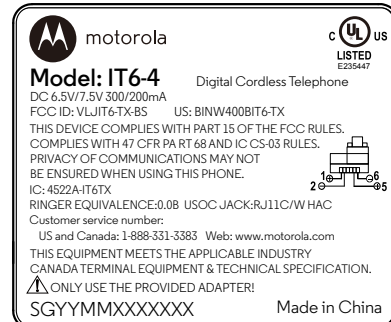 motorola
C UL US
LISTED
E235447
Model: IT6-4
Digital Cordless Telephone
DC 6.5V/7.5V 300/200mA
FCC ID: VLJIT6-TX-BS US: BINW400BIT6-TX
THIS DEVICE COMPLIES WITH PART 15 OF THE FCC RULES.
COMPLIES WITH 47 CFR PA RT 68 AND IC CS-03 RULES.
PRIVACY OF COMMUNICATIONS MAY NOT
BE ENSURED WHEN USING THIS PHONE.
1 6
2 5
IC: 4522A-IT6TX
RINGER EQUIVALENCE:0.0B USOC JACK:RJ11C/W HAC
Customer service number:
US and Canada: 1-888-331-3383 Web: www.motorola.com
THIS EQUIPMENT MEETS THE APPLICABLE INDUSTRY
CANADA TERMINAL EQUIPMENT & TECHNICAL SPECIFICATION.
ONLY USE THE PROVIDED ADAPTER!
SGYYMMXXXXXXX
Made in China